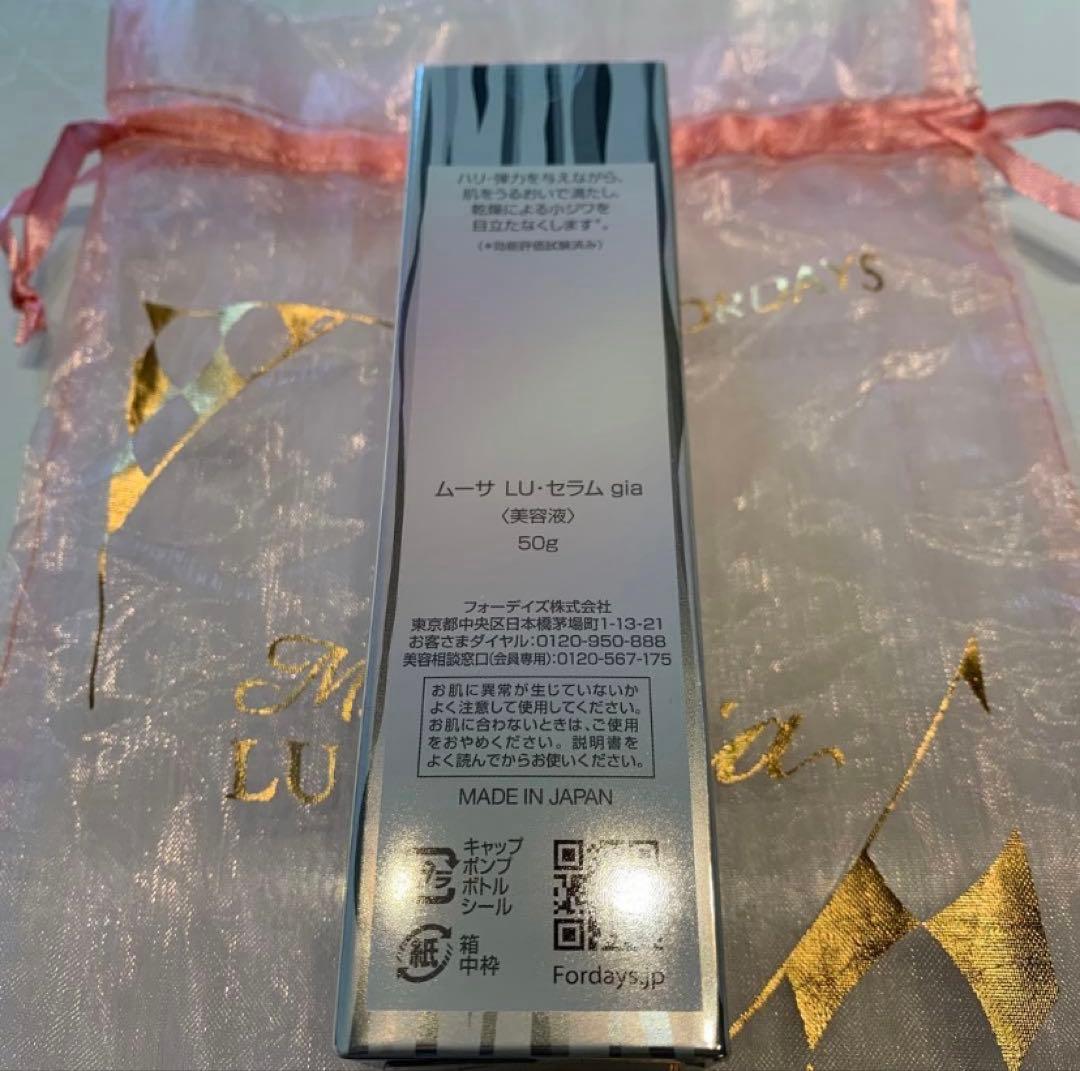 ハリ・弾力を与えながら、
肌をうるおいで満たし、
乾燥による小ジワを
目立たなくします*。
(*効能評価試験済み)
ORDAYS
ムーサ LU・セラム gia
〈美容液〉
50g
フォーデイズ株式会社
東京都中央区日本橋茅場町1-13-21
お客さまダイヤル:0120-950-888
美容相談窓口(会員専用):0120-567-175
M
ia
LU
お肌に異常が生じていないか
よく注意して使用してください。
お肌に合わないときは、ご使用
をおやめください。説明書を
よく読んでからお使いください。
MADE IN JAPAN
プラ
キャップ
ポンプ
ボトル
シール
紙
箱
中枠
Fordays.jp